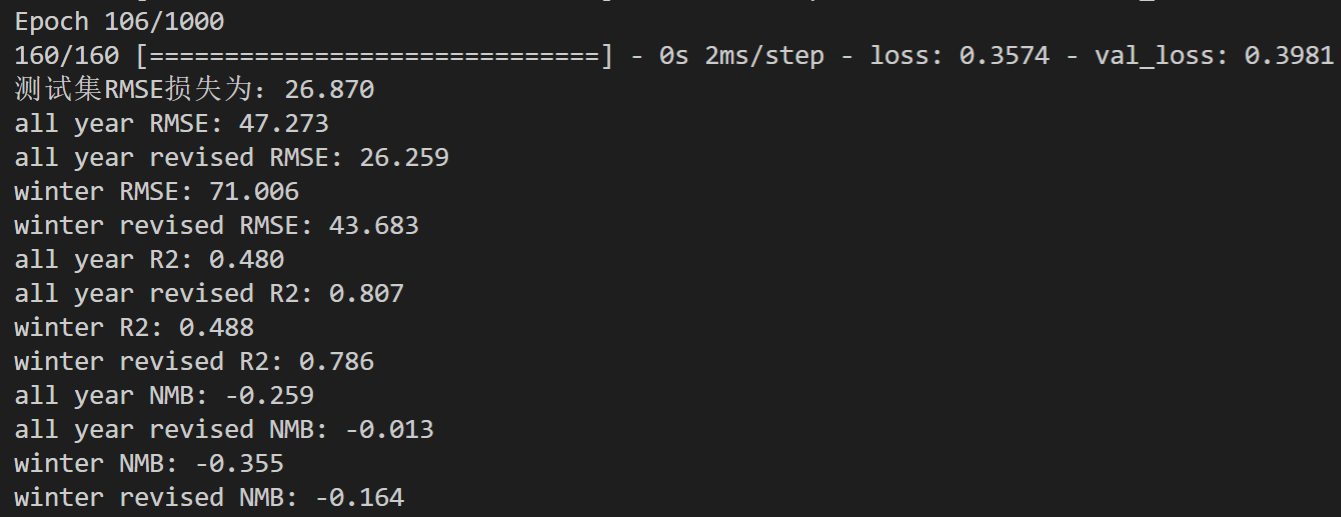 Epoch 106/1000
160/160 [==============================] - 0s 2ms/step - loss: 0.3574 - val_loss: 0.3981
测试集RMSE损失为：26.870
all year RMSE: 47.273
all year revised RMSE: 26.259
winter RMSE: 71.006
winter revised RMSE: 43.683
all year R2: 0.480
all year revised R2: 0.807
winter R2: 0.488
winter revised R2: 0.786
all year NMB: -0.259
all year revised NMB: -0.013
winter NMB: -0.355
winter revised NMB: -0.164